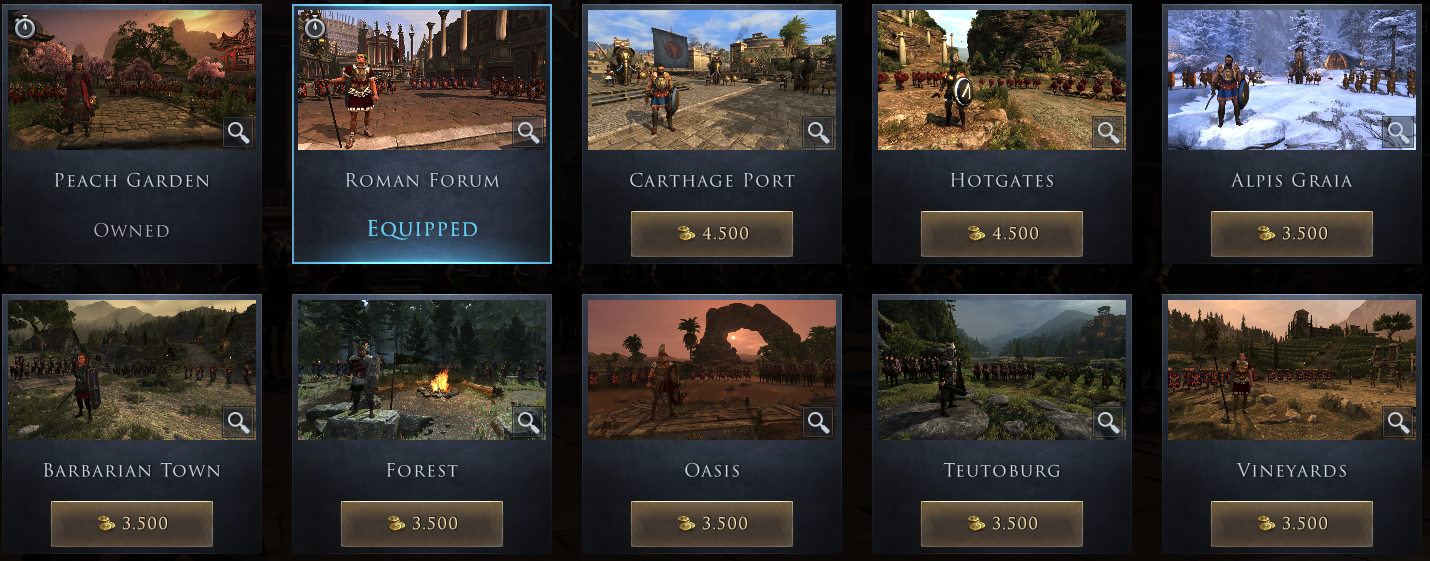 Peach Garden
Owned
Roman Forum
Equipped
Carthage Port
4.500
Hotgates
4.500
Alpis Graia
3.500
Barbarian Town
3.500
Forest
3.500
Oasis
3.500
Teutoburg
3.500
Vineyards
3.500